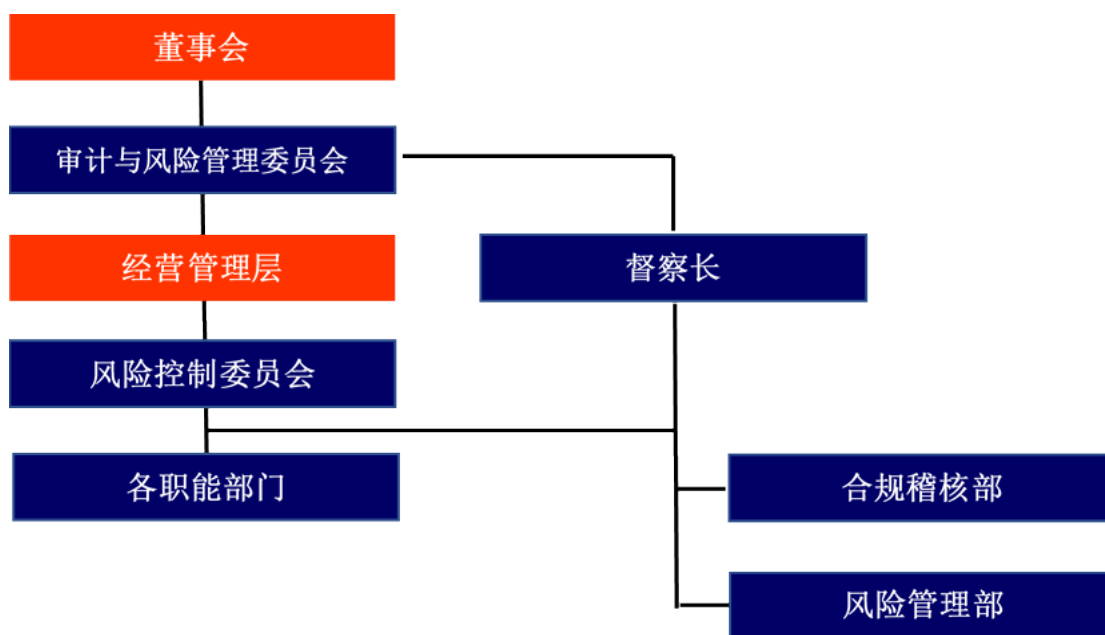 董事会
审计与风险管理委员会
经营管理层
督察长
风险控制委员会
各职能部门
合规稽核部
风险管理部